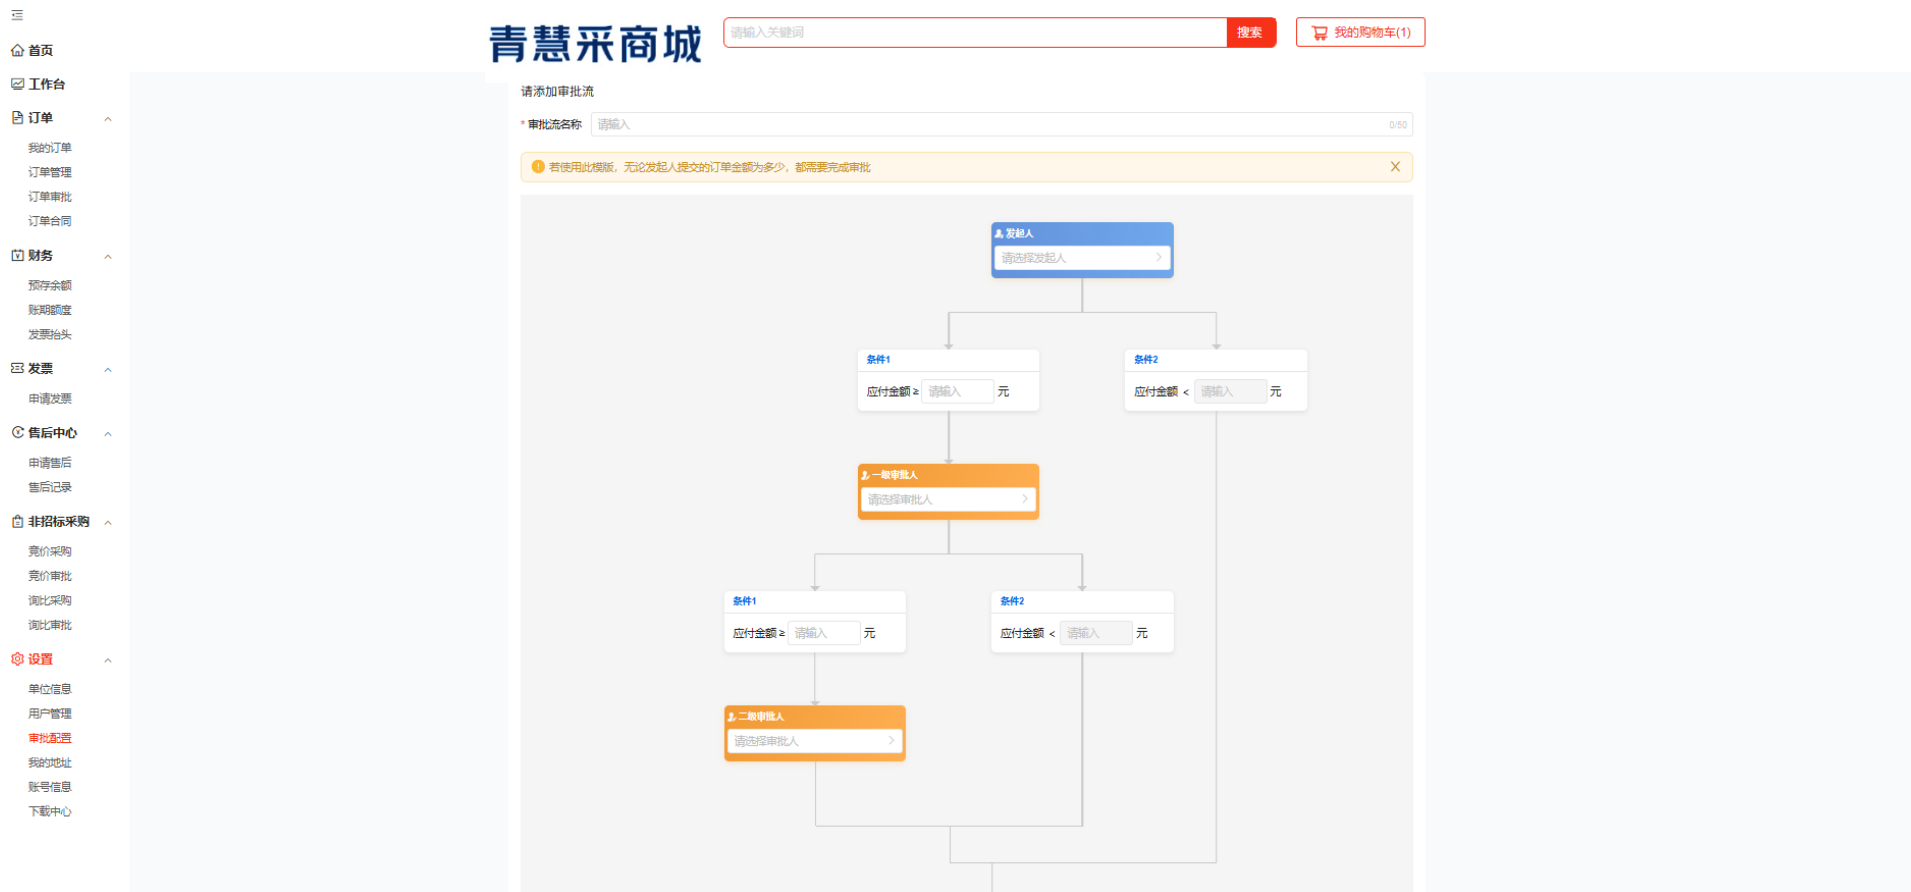 青慧采商城
请输入关键词
搜索
我的购物车(1)
首页
工作台
订单
我的订单
订单管理
订单审批
订单合同
财务
预存余额
账期额度
发票抬头
发票
申请发票
售后中心
申请售后
售后记录
非招标采购
竞价采购
竞价审批
询比采购
询比审批
设置
单位信息
用户管理
审批配置
我的地址
账号信息
下载中心
请添加审批流
* 审批流名称 请输入 0/50
若使用此模版，无论发起人提交的订单金额为多少，都需要完成审批
发起人
请选择发起人
条件1
应付金额 ≥ 请输入 元
条件2
应付金额 < 请输入 元
一级审批人
请选择审批人
条件1
应付金额 ≥ 请输入 元
条件2
应付金额 < 请输入 元
二级审批人
请选择审批人